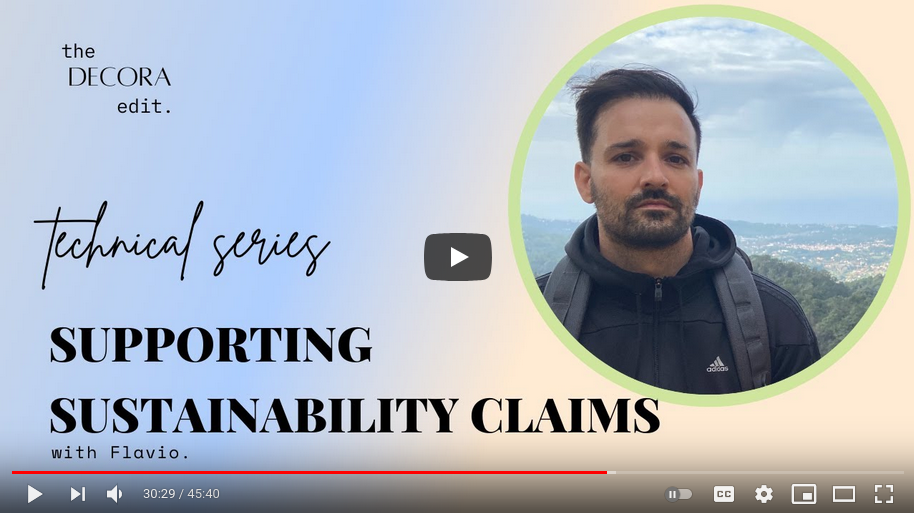 the
DECORA
edit.
technical series
SUPPORTING
SUSTAINABILITY CLAIMS
with Flavio.
adidas
30:29 / 45:40
CC